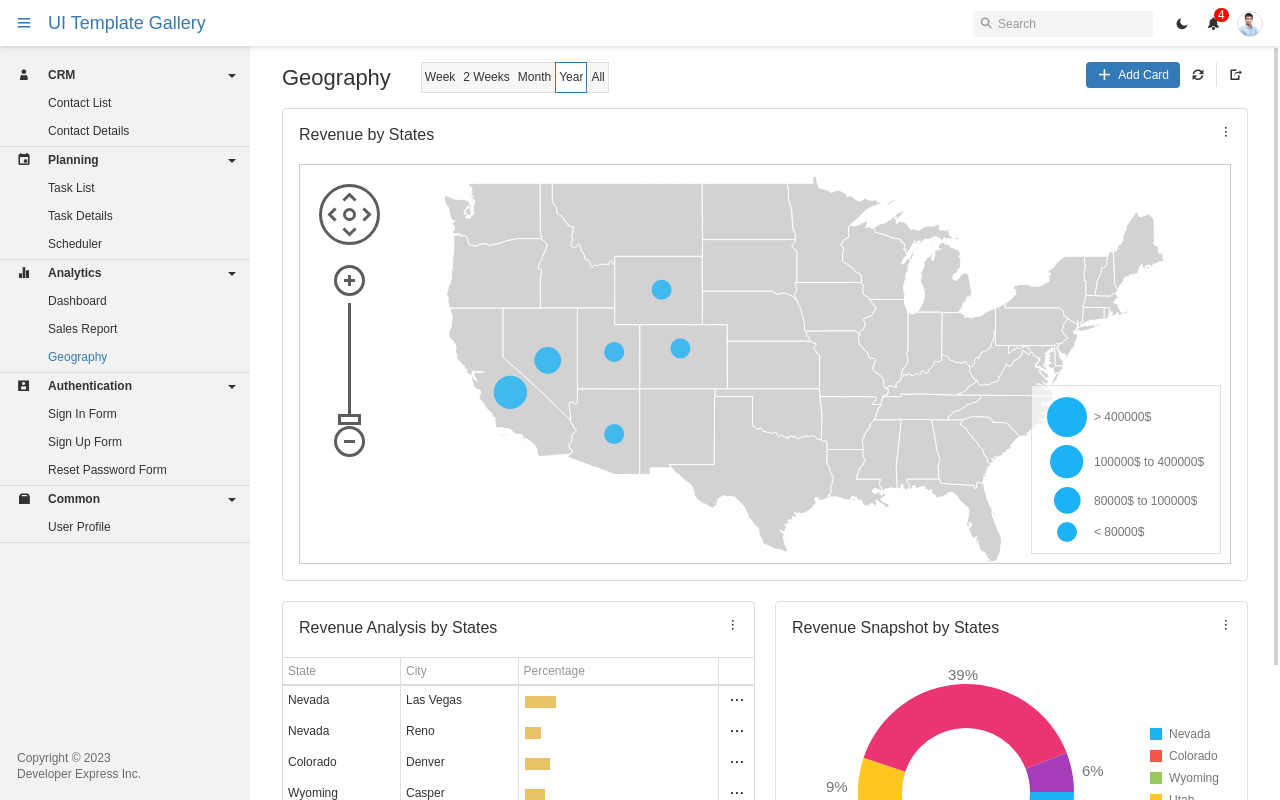 UI Template Gallery
Search
4
CRM
Contact List
Contact Details
Planning
Task List
Task Details
Scheduler
Analytics
Dashboard
Sales Report
Geography
Authentication
Sign In Form
Sign Up Form
Reset Password Form
Common
User Profile
Copyright © 2023
Developer Express Inc.
Geography
Week 2 Weeks Month Year All
Add Card
Revenue by States
> 400000$
100000$ to 400000$
80000$ to 100000$
< 80000$
Revenue Analysis by States
State City Percentage
Nevada Las Vegas
Nevada Reno
Colorado Denver
Wyoming Casper
Revenue Snapshot by States
39%
6%
9%
Nevada
Colorado
Wyoming
Utah